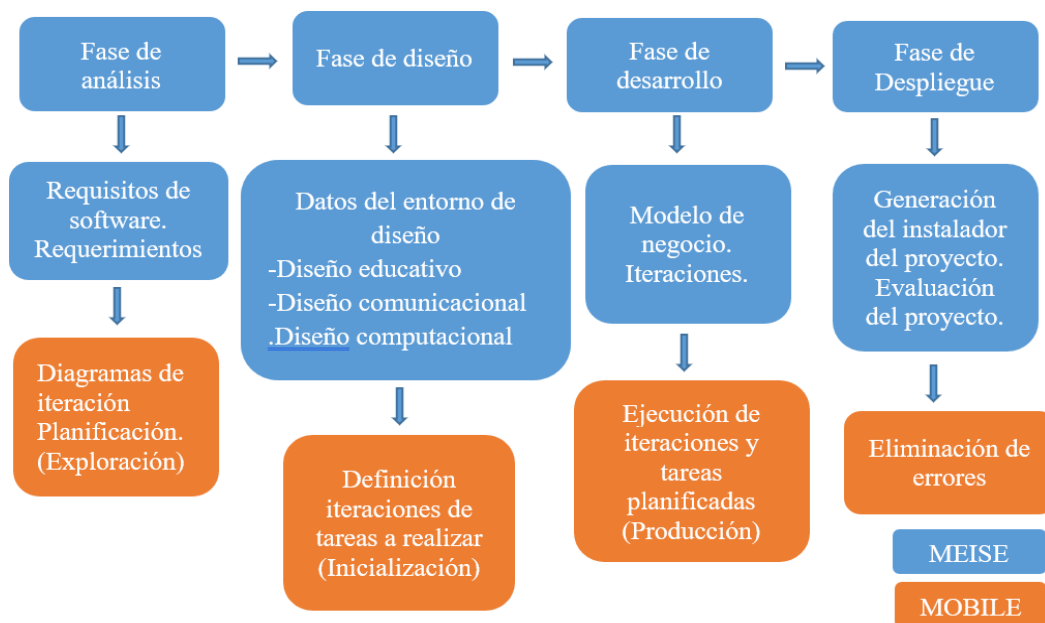 Fase de
análisis
Fase de diseño
Fase de
desarrollo
Fase de
Despliegue
Requisitos de
software.
Requerimientos
Datos del entorno de
diseño
-Diseño educativo
-Diseño comunicacional
.Diseño computacional
Modelo de
negocio.
Iteraciones.
Generación
del instalador
del proyecto.
Evaluación
del proyecto.
Diagramas de
iteración
Planificación.
(Exploración)
Definición
iteraciones de
tareas a realizar
(Inicialización)
Ejecución de
iteraciones y
tareas
planificadas
(Producción)
Eliminación de
errores
MEISE
MOBILE